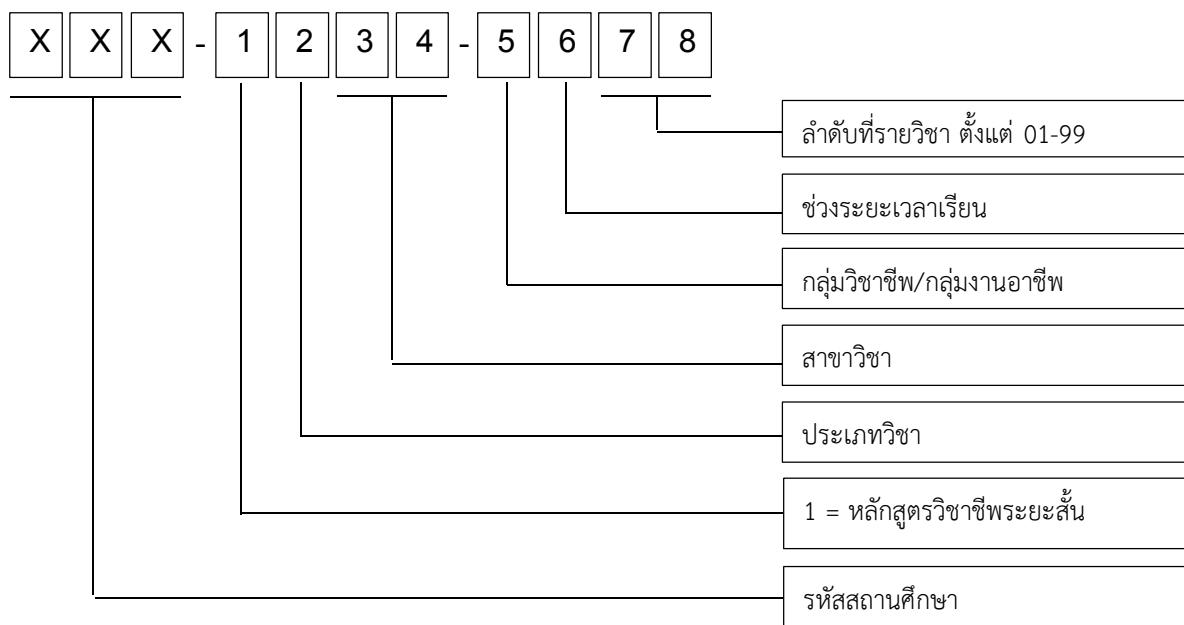 X X X - 1 2 3 4 - 5 6 7 8
ลำดับที่รายวิชา ตั้งแต่ 01-99
ช่วงระยะเวลาเรียน
กลุ่มวิชาชีพ/กลุ่มงานอาชีพ
สาขาวิชา
ประเภทวิชา
1 = หลักสูตรวิชาชีพระยะสั้น
รหัสสถานศึกษา